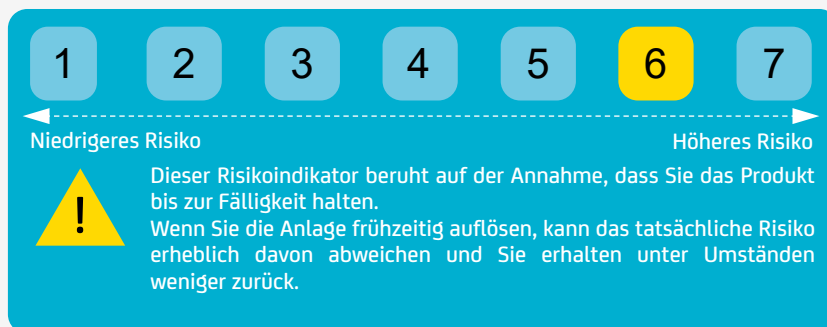 1 2 3 4 5 6 7
Niedrigeres Risiko Höheres Risiko
!
Dieser Risikoindikator beruht auf der Annahme, dass Sie das Produkt
bis zur Fälligkeit halten.
Wenn Sie die Anlage frühzeitig auflösen, kann das tatsächliche Risiko
erheblich davon abweichen und Sie erhalten unter Umständen
weniger zurück.